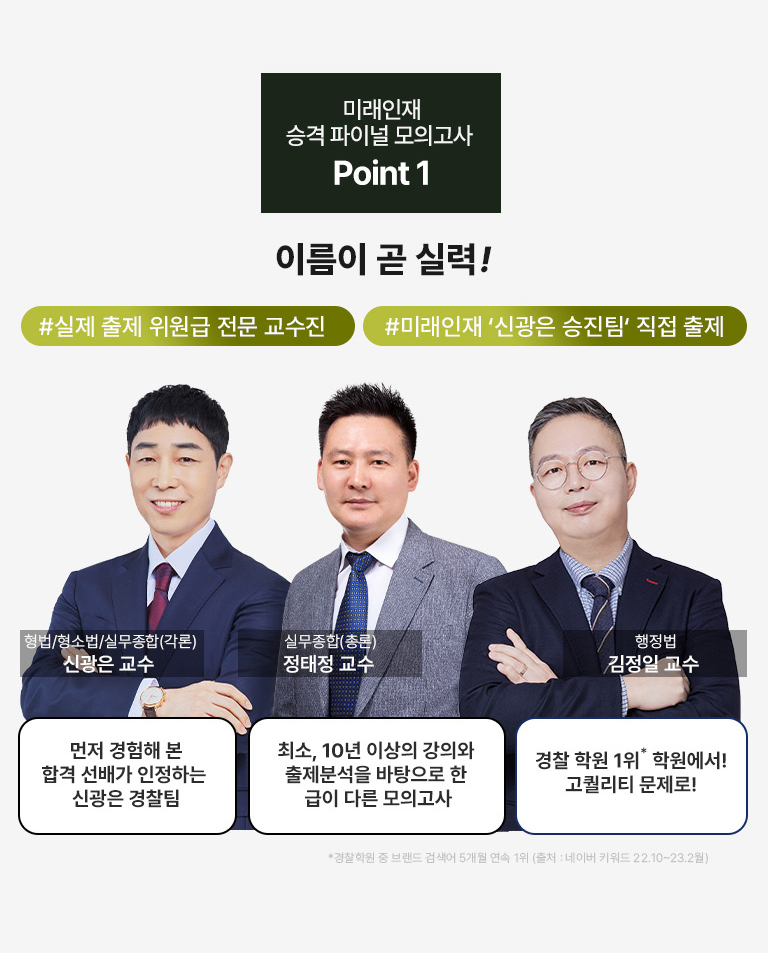 미래인재
승격 파이널 모의고사
Point 1
이름이 곧 실력!
#실제 출제 위원급 전문 교수진
#미래인재 ‘신광은 승진팀‘ 직접 출제
형법/형소법/실무종합(각론)
신광은 교수
실무종합(총론)
정태정 교수
행정법
김정일 교수
먼저 경험해 본
합격 선배가 인정하는
신광은 경찰팀
최소, 10년 이상의 강의와
출제분석을 바탕으로 한
급이 다른 모의고사
경찰 학원 1위* 학원에서!
고퀄리티 문제로!
*경찰학원 중 브랜드 검색어 5개월 연속 1위 (출처 : 네이버 키워드 22.10~23.2월)